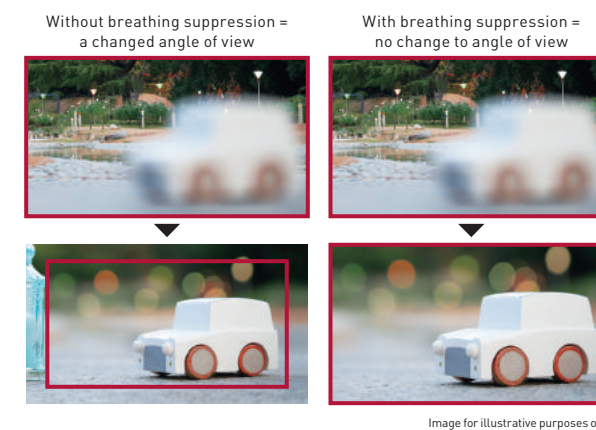 Without breathing suppression =
a changed angle of view
With breathing suppression =
no change to angle of view
Image for illustrative purposes o